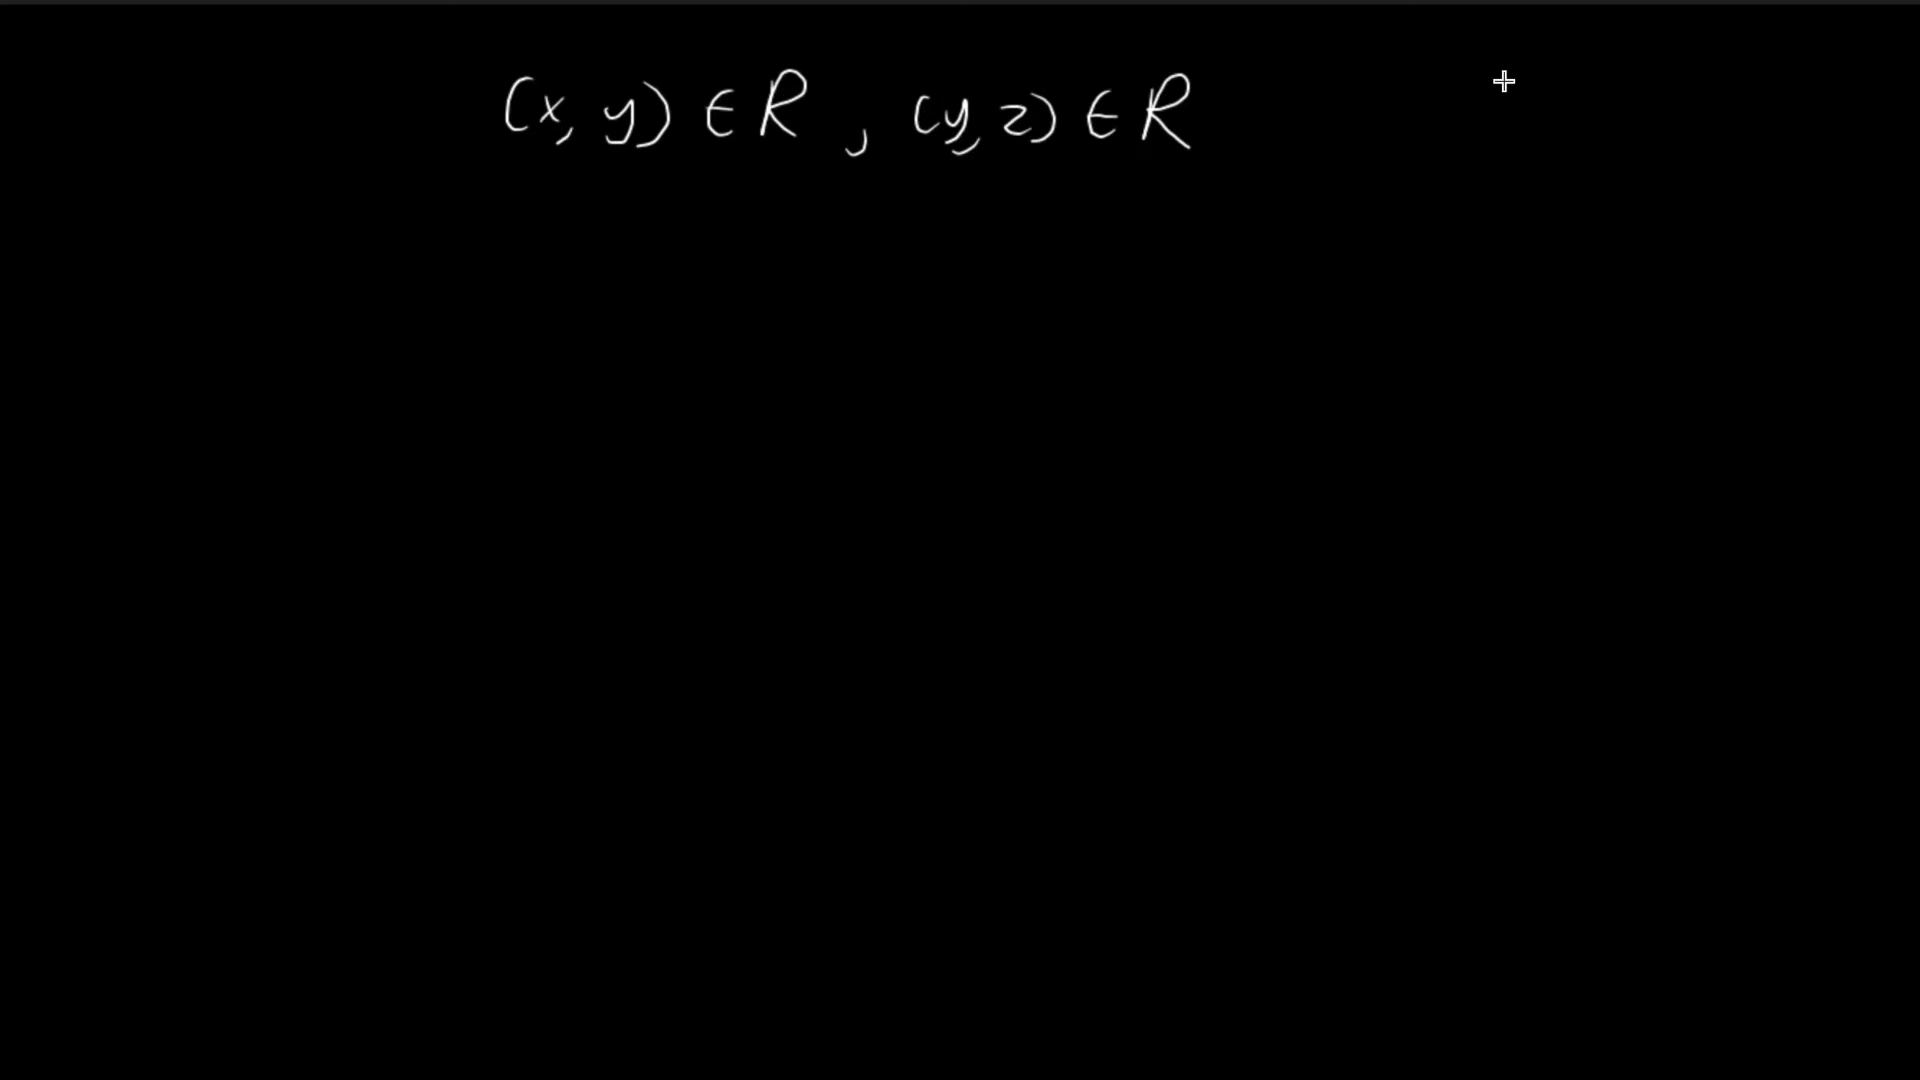 (x, y) ∈ R , (y, z) ∈ R